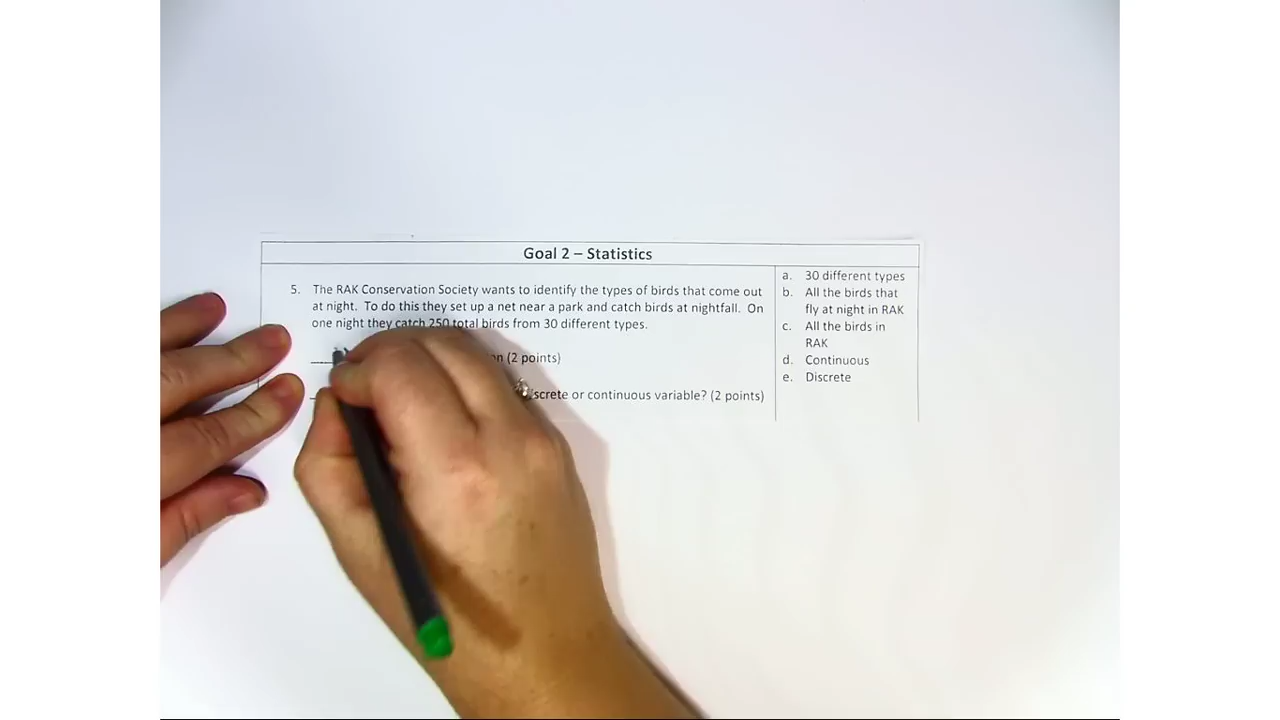 Goal 2 – Statistics
5. The RAK Conservation Society wants to identify the types of birds that come out
at night. To do this they set up a net near a park and catch birds at nightfall. On
one night they catch 250 total birds from 30 different types.
(2 points)
or continuous variable? (2 points)
a. 30 different types
b. All the birds that
fly at night in RAK
c. All the birds in
RAK
d. Continuous
e. Discrete